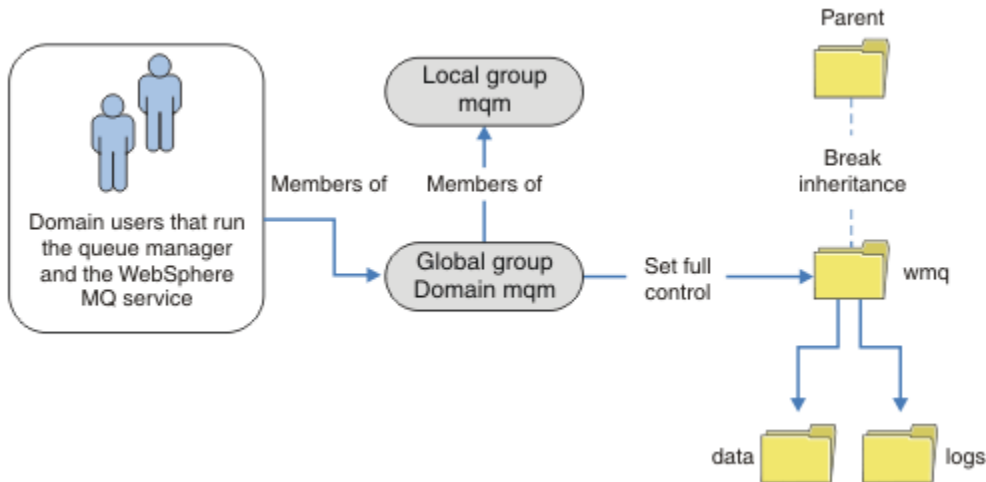 Parent
Local group
mqm
Break
inheritance
Members of
Members of
Domain users that run
the queue manager
and the WebSphere
MQ service
Global group
Domain mqm
Set full
control
wmq
data
logs